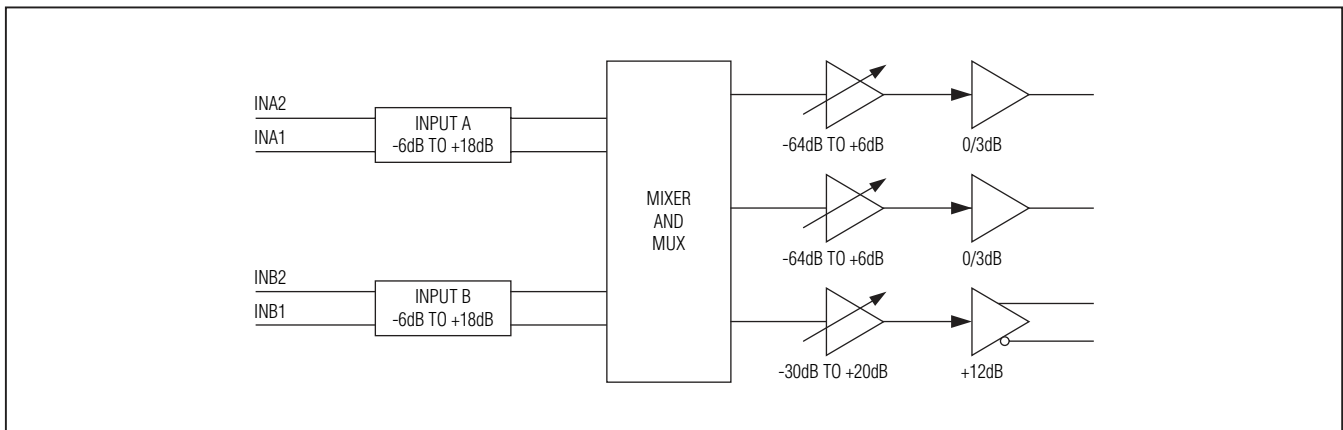 INA2
INA1
INPUT A
-6dB TO +18dB
INB2
INB1
INPUT B
-6dB TO +18dB
MIXER
AND
MUX
-64dB TO +6dB
0/3dB
-64dB TO +6dB
0/3dB
-30dB TO +20dB
+12dB